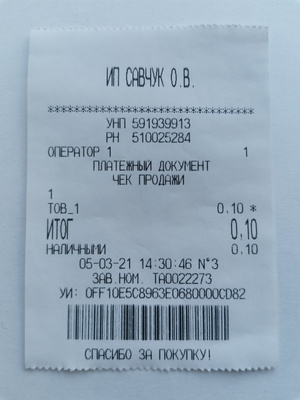 ИП САВЧУК О.В.
********************************
УНП 591939913
РН 510025284
ОПЕРАТОР 1 1
ПЛАТЕЖНЫЙ ДОКУМЕНТ
ЧЕК ПРОДАЖИ
1
ТОВ_1 0.10 *
ИТОГ 0,10
НАЛИЧНЫМИ 0.10
05-03-21 14:30:46 №3
ЗАВ.НОМ. ТА0022273
УИ: 0FF10E5C8963E0680000CD82
СПАСИБО ЗА ПОКУПКУ!